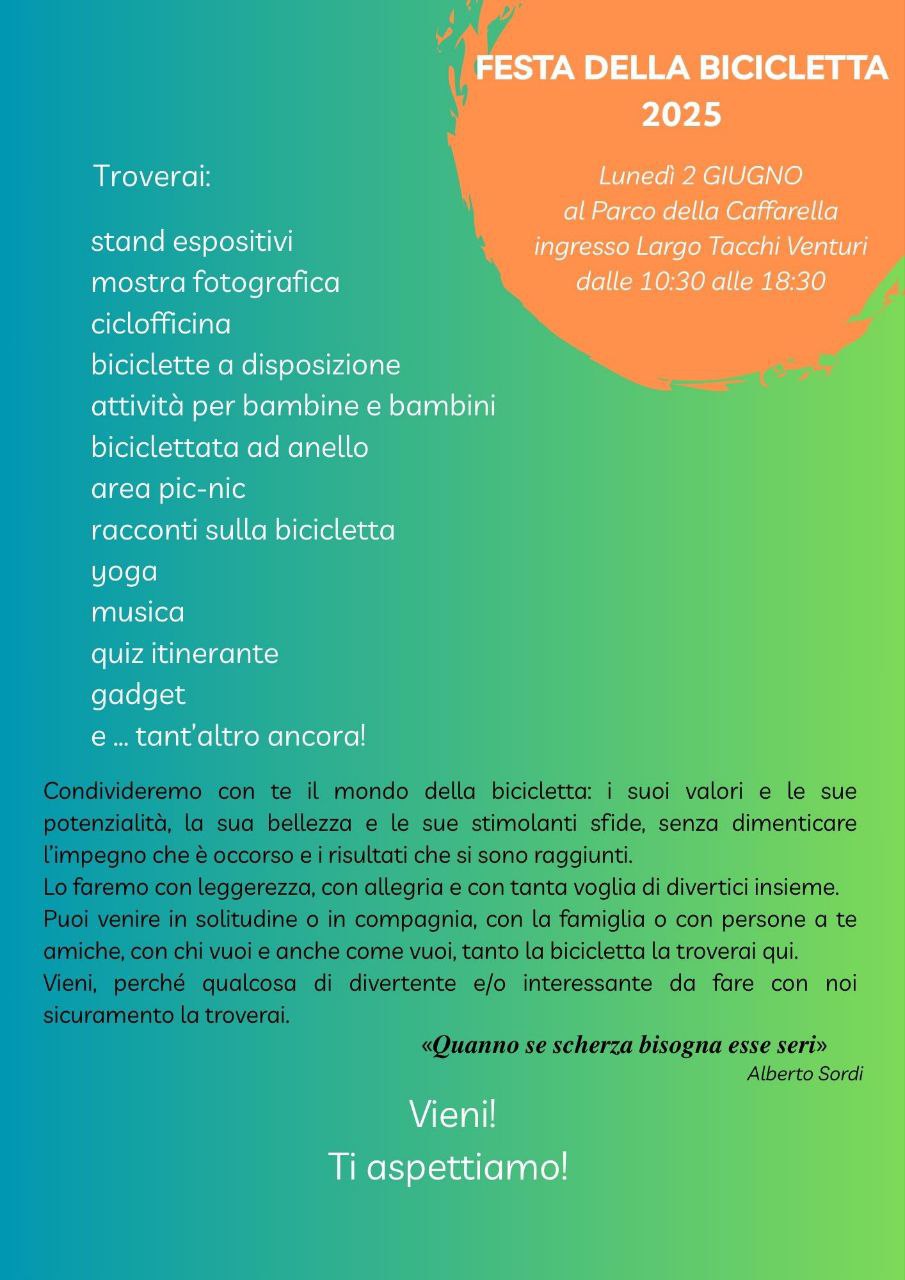 FESTA DELLA BICICLETTA
2025
Lunedì 2 GIUGNO
al Parco della Caffarella
ingresso Largo Tacchi Venturi
dalle 10:30 alle 18:30
Troverai:
stand espositivi
mostra fotografica
ciclofficina
biciclette a disposizione
attività per bambine e bambini
biciclettata ad anello
area pic-nic
racconti sulla bicicletta
yoga
musica
quiz itinerante
gadget
e ... tant'altro ancora!
Condivideremo con te il mondo della bicicletta: i suoi valori e le sue
potenzialità, la sua bellezza e le sue stimolanti sfide, senza dimenticare
l'impegno che è occorso e i risultati che si sono raggiunti.
Lo faremo con leggerezza, con allegria e con tanta voglia di divertici insieme.
Puoi venire in solitudine o in compagnia, con la famiglia o con persone a te
amiche, con chi vuoi e anche come vuoi, tanto la bicicletta la troverai qui.
Vieni, perché qualcosa di divertente e/o interessante da fare con noi
sicuramento la troverai.
«Quanno se scherza bisogna esse seri»
Alberto Sordi
Vieni!
Ti aspettiamo!